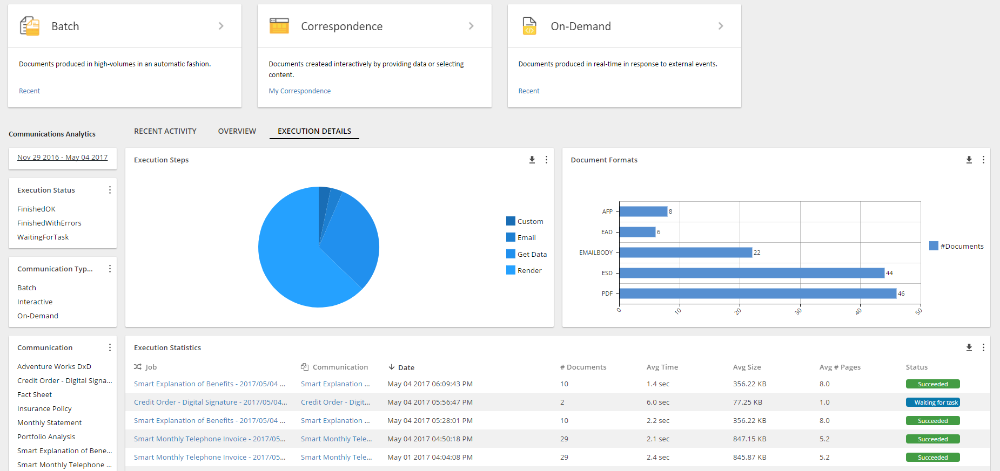 Batch
Documents produced in high-volumes in an automatic fashion.
Recent
Correspondence
Documents createad interactively by providing data or selecting
content.
My Correspondence
On-Demand
Documents produced in real-time in response to external events.
Recent
Communications Analytics
RECENT ACTIVITY
OVERVIEW
EXECUTION DETAILS
Nov 29 2016 - May 04 2017
Execution Status
FinishedOK
FinishedWithErrors
WaitingForTask
Communication Typ...
Batch
Interactive
On-Demand
Communication
Adventure Works DxD
Credit Order - Digital Signa...
Fact Sheet
Insurance Policy
Monthly Statement
Portfolio Analysis
Smart Explanation of Bene...
Smart Monthly Telephone ...
Execution Steps
Custom
Email
Get Data
Render
Document Formats
AFP 8
EAD 6
EMAILBODY 22
ESD 44
PDF 46
0 10 20 30 40 50
#Documents
Execution Statistics
Job Communication Date # Documents Avg Time Avg Size Avg # Pages Status
Smart Explanation of Benefits - 2017/05/04 ... Smart Explanation ... May 04 2017 06:09:43 PM 10 1.4 sec 356.22 KB 8.0 Succeeded
Credit Order - Digital Signature - 2017/05/04... Credit Order - Digit... May 04 2017 05:56:47 PM 2 6.0 sec 77.25 KB 1.0 Waiting for task
Smart Explanation of Benefits - 2017/05/04 ... Smart Explanation ... May 04 2017 05:28:01 PM 10 2.2 sec 356.22 KB 8.0 Succeeded
Smart Monthly Telephone Invoice - 2017/05... Smart Monthly Tele... May 04 2017 04:50:18 PM 29 2.1 sec 847.15 KB 5.2 Succeeded
Smart Monthly Telephone Invoice - 2017/05... Smart Monthly Tele... May 01 2017 04:04:08 PM 29 2.4 sec 845.87 KB 5.2 Succeeded